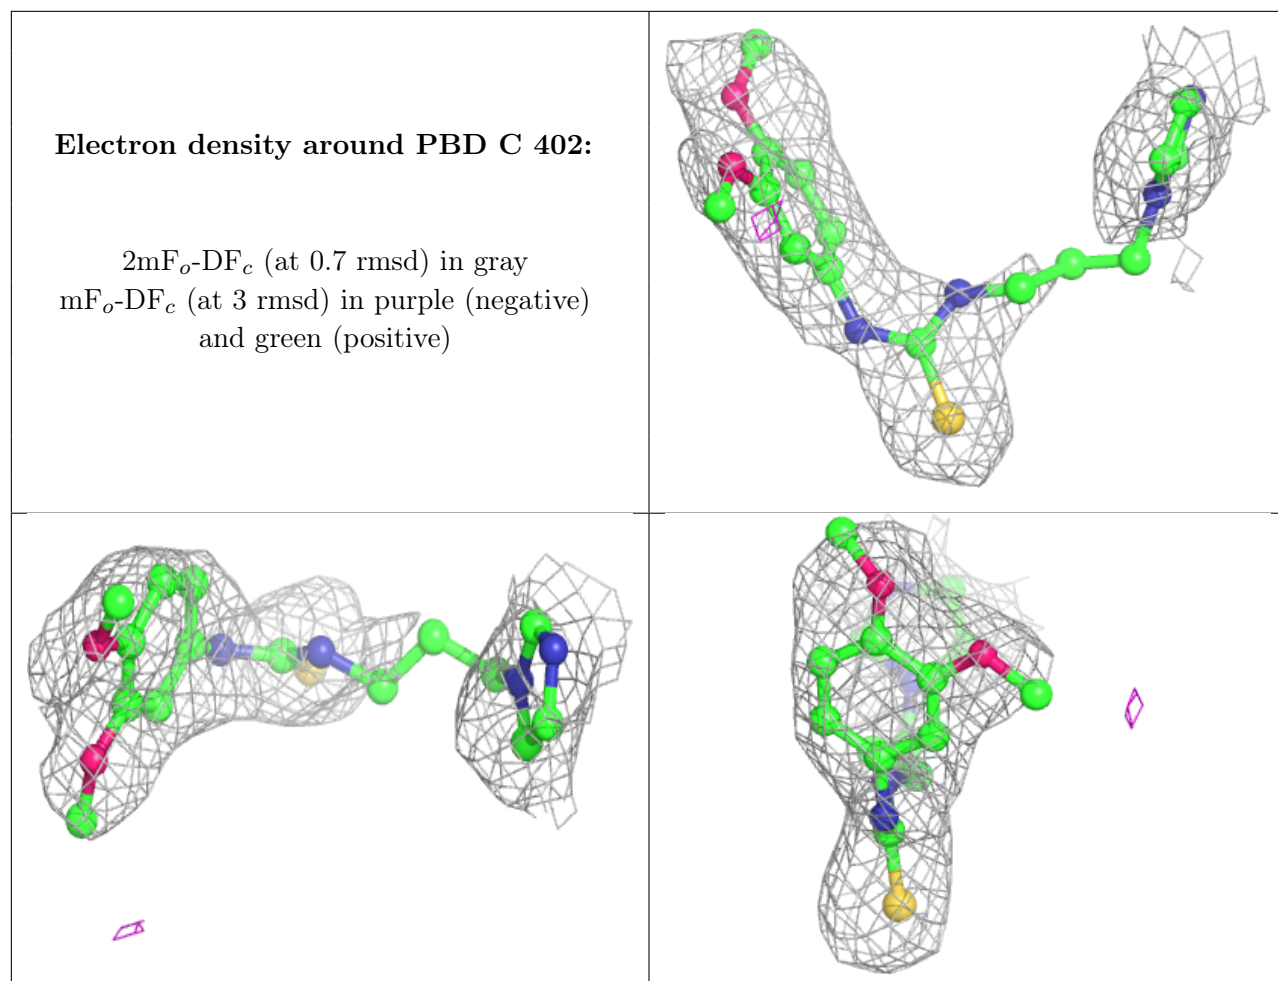 Electron density around PBD C 402:
2mFₒ-DF𝒸 (at 0.7 rmsd) in gray
mFₒ-DF𝒸 (at 3 rmsd) in purple (negative)
and green (positive)